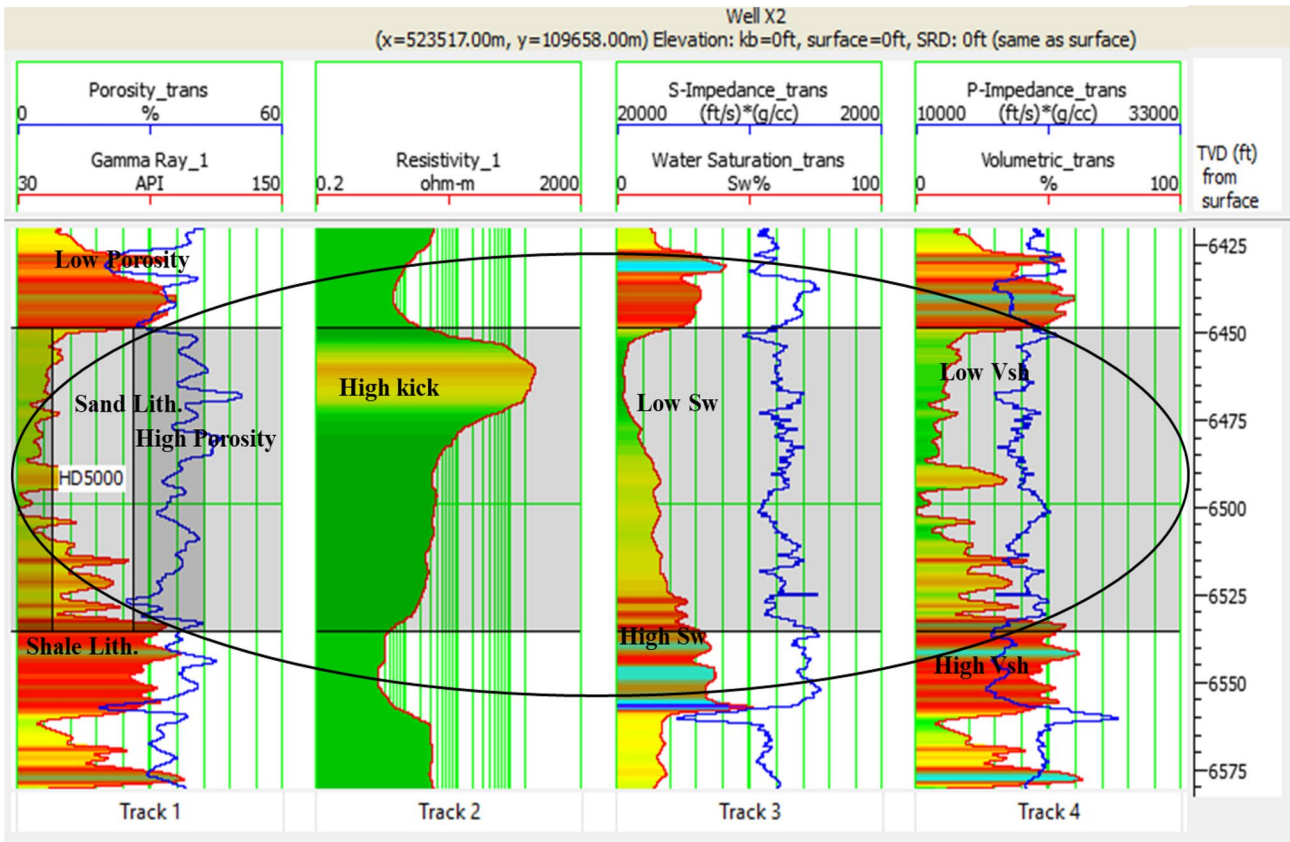 Well X2
(x=523517.00m, y=109658.00m) Elevation: kb=0ft, surface=0ft, SRD: 0ft (same as surface)
Porosity_trans
0 % 60
Gamma Ray_1
30 API 150
Resistivity_1
0.2 ohm-m 2000
S-Impedance_trans
20000 (ft/s)*(g/cc) 2000
Water Saturation_trans
0 Sw% 100
P-Impedance_trans
10000 (ft/s)*(g/cc) 33000
Volumetric_trans
0 % 100
TVD (ft)
from
surface
Low Porosity
Sand Lith.
High Porosity
HD5000
Shale Lith.
High kick
Low Sw
High Sw
Low Vsh
High Vsh
6425
6450
6475
6500
6525
6550
6575
Track 1
Track 2
Track 3
Track 4